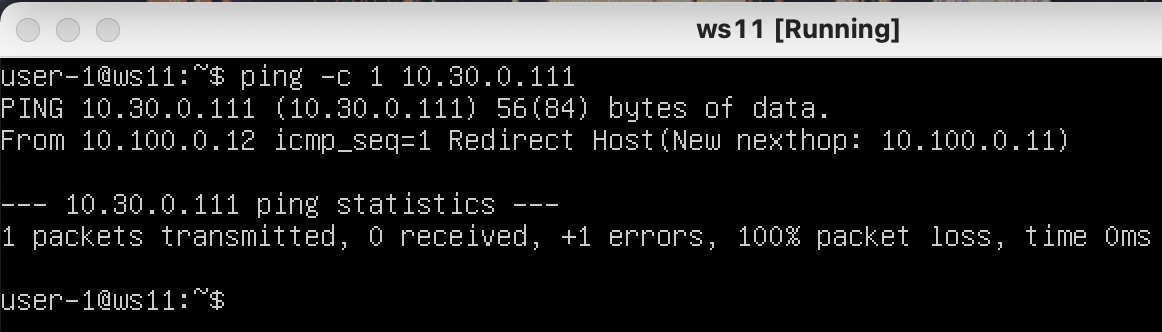 ws11 [Running]
user-1@ws11:~$ ping -c 1 10.30.0.111
PING 10.30.0.111 (10.30.0.111) 56(84) bytes of data.
From 10.100.0.12 icmp_seq=1 Redirect Host(New nexthop: 10.100.0.11)
--- 10.30.0.111 ping statistics ---
1 packets transmitted, 0 received, +1 errors, 100% packet loss, time 0ms
user-1@ws11:~$